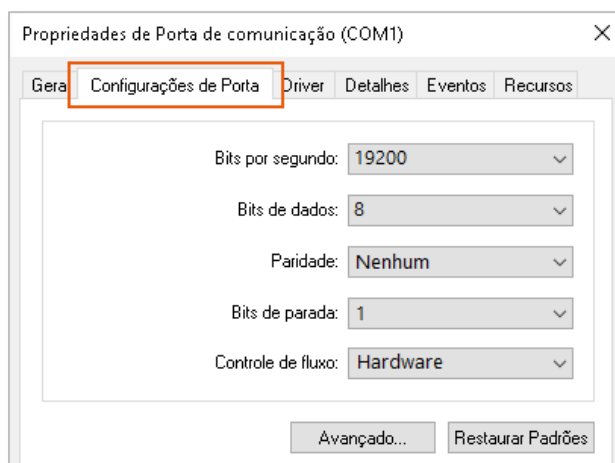 Propriedades de Porta de comunicação (COM1)
Gera Configurações de Porta Driver Detalhes Eventos Recursos
Bits por segundo: 19200
Bits de dados: 8
Paridade: Nenhum
Bits de parada: 1
Controle de fluxo: Hardware
Avançado... Restaurar Padrões